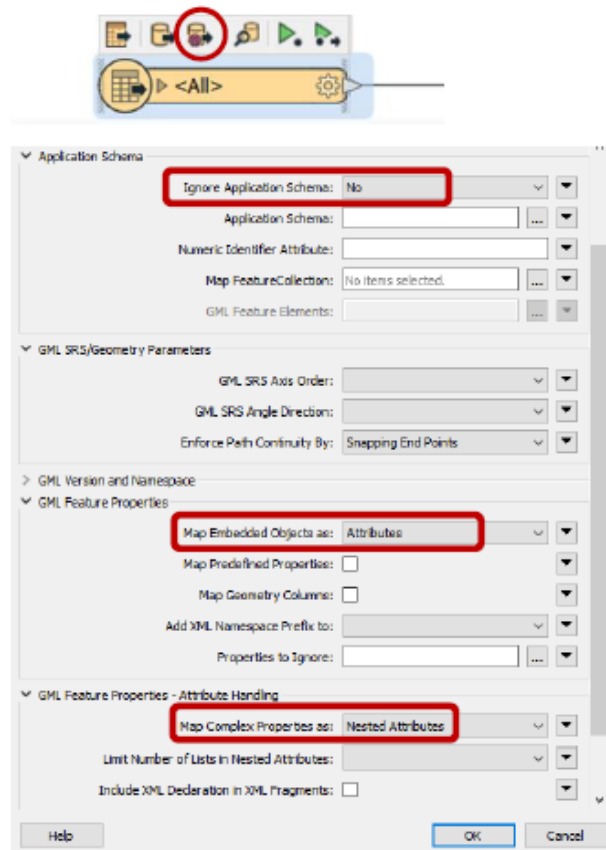 <All>
Application Schema
Ignore Application Schema: No
Application Schema: ...
Numeric Identifier Attribute:
Map FeatureCollection: No items selected. ...
GML Feature Elements: ...
GML SRS/Geometry Parameters
GML SRS Axis Order:
GML SRS Angle Direction:
Enforce Path Continuity By: Snapping End Points
GML Version and Namespace
GML Feature Properties
Map Embedded Objects as: Attributes
Map Predefined Properties:
Map Geometry Columns:
Add XML Namespace Prefix to:
Properties to Ignore: ...
GML Feature Properties - Attribute Handling
Map Complex Properties as: Nested Attributes
Limit Number of Lists in Nested Attributes:
Include XML Declaration in XML Fragments:
Help OK Cancel